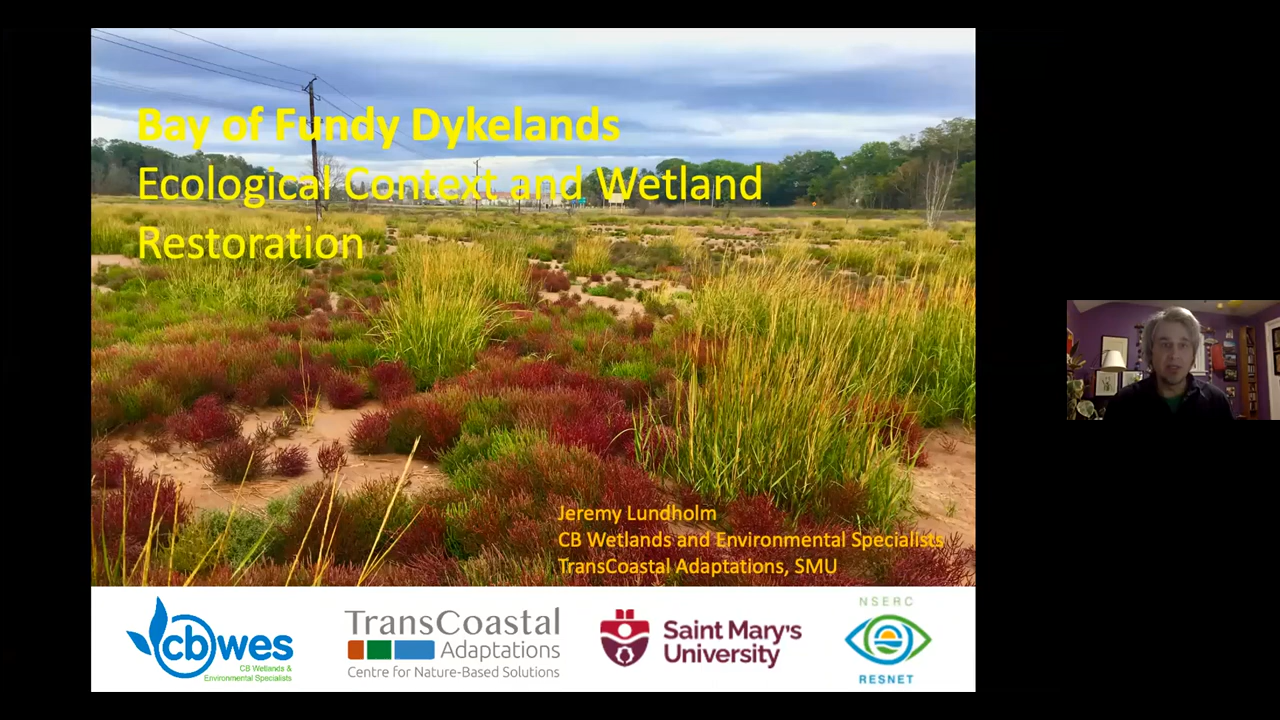 Bay of Fundy Dykelands
Ecological Context and Wetland
Restoration
Jeremy Lundholm
CB Wetlands and Environmental Specialists
TransCoastal Adaptations, SMU
cbwes
CB Wetlands &
Environmental Specialists
TransCoastal
Adaptations
Centre for Nature-Based Solutions
Saint Mary's
University
NSERC
RESNET